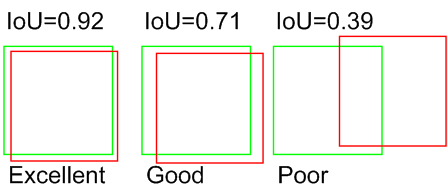 IoU=0.92 IoU=0.71 IoU=0.39
Excellent Good Poor